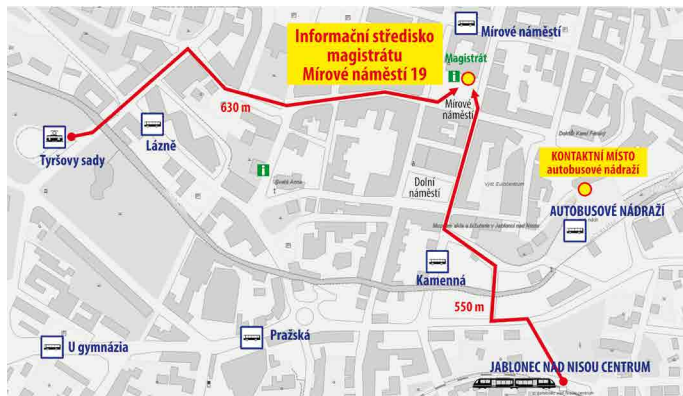 Informační středisko
magistrátu
Mírové náměstí 19
Mírové náměstí
Magistrát
i
Mírové
náměstí
630 m
Lázně
Tyršovy sady
i
Dolní
náměstí
KONTAKTNÍ MÍSTO
autobusové nádraží
AUTOBUSOVÉ NÁDRAŽÍ
Kamenná
550 m
Pražská
U gymnázia
JABLONEC NAD NISOU CENTRUM